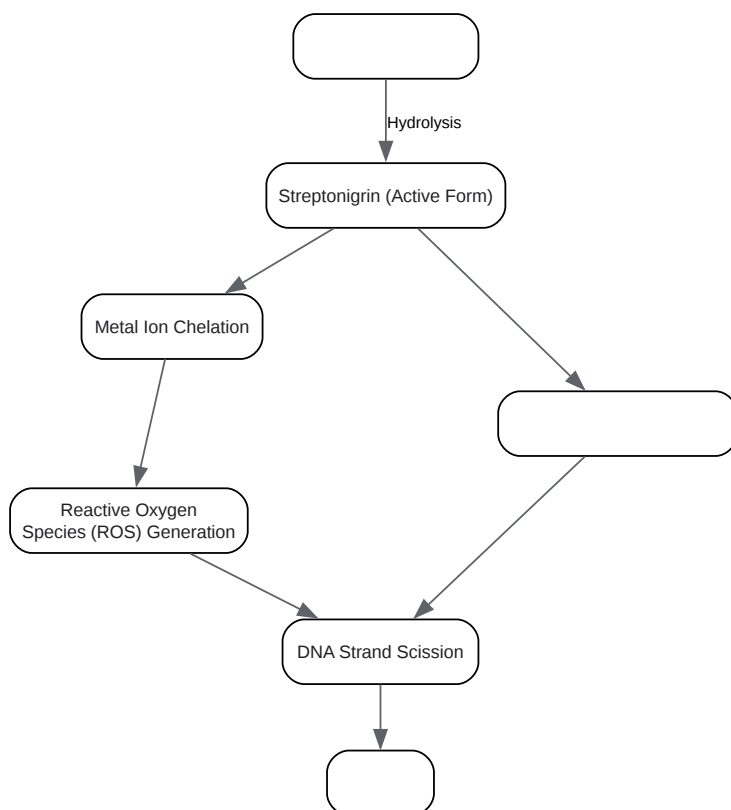 Hydrolysis
Streptonigrin (Active Form)
Metal Ion Chelation
Reactive Oxygen
Species (ROS) Generation
DNA Strand Scission